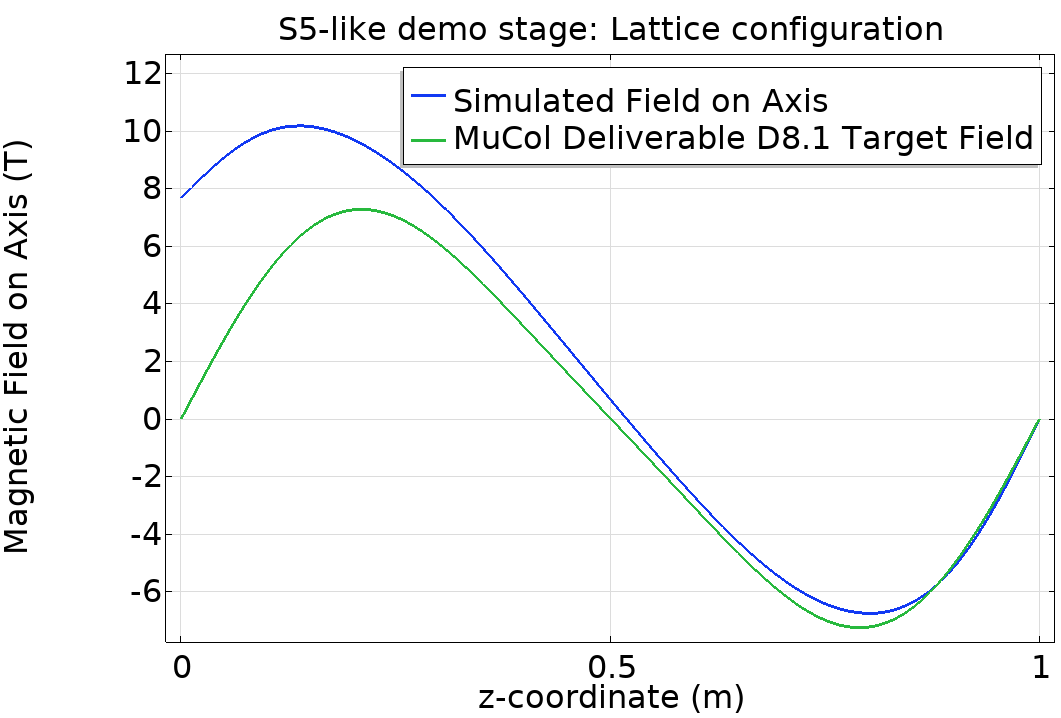 S5-like demo stage: Lattice configuration
Simulated Field on Axis
MuCol Deliverable D8.1 Target Field
Magnetic Field on Axis (T)
12
10
8
6
4
2
0
-2
-4
-6
0
0.5
1
z-coordinate (m)